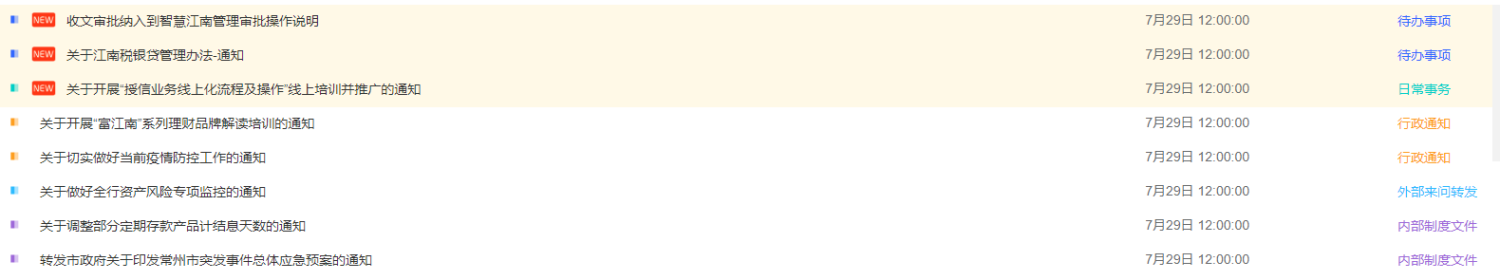 NEW 收文审批纳入到智慧江南管理审批操作说明 7月29日 12:00:00 待办事项
NEW 关于江南税银贷管理办法-通知 7月29日 12:00:00 待办事项
NEW 关于开展“授信业务线上化流程及操作”线上培训并推广的通知 7月29日 12:00:00 日常事务
关于开展“富江南”系列理财品牌解读培训的通知 7月29日 12:00:00 行政通知
关于切实做好当前疫情防控工作的通知 7月29日 12:00:00 行政通知
关于做好全行资产风险专项监控的通知 7月29日 12:00:00 外部来问转发
关于调整部分定期存款产品计结息天数的通知 7月29日 12:00:00 内部制度文件
转发市政府关于印发常州市突发事件总体应急预案的通知 7月29日 12:00:00 内部制度文件